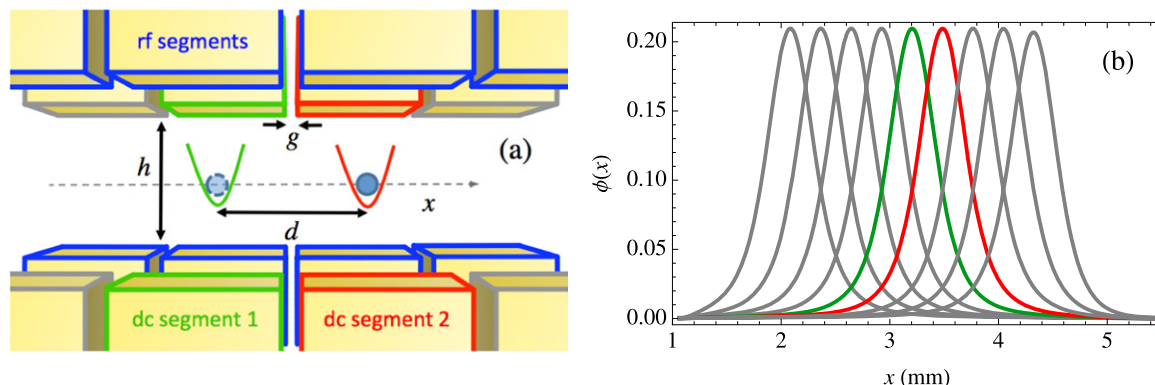 rf segments
(a)
g
h
x
d
dc segment 1
dc segment 2
(b)
ϕ(x)
0.20
0.15
0.10
0.05
0.00
1 2 3 4 5
x (mm)